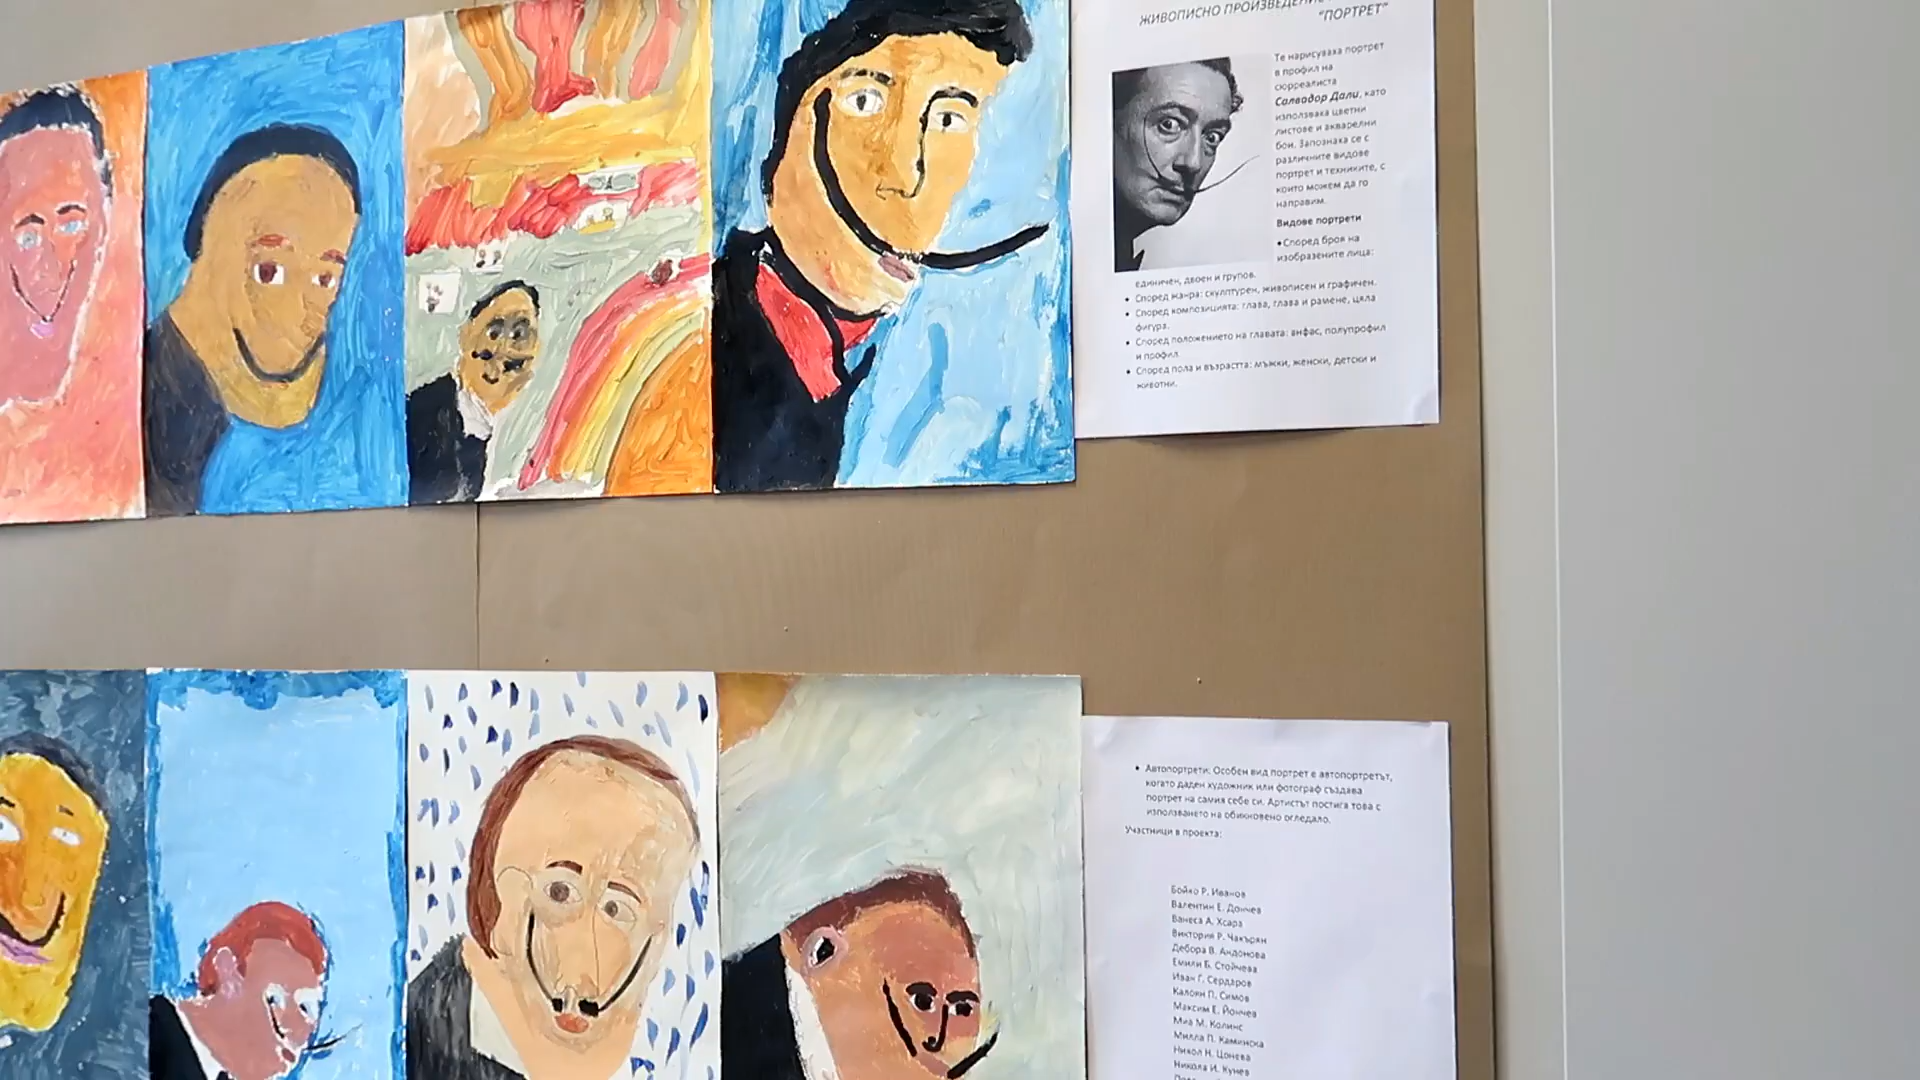 ЖИВОПИСНО ПРОИЗВЕДЕНИЕ
"ПОРТРЕТ"
Те нарисуваха портрет
в профил на
сюрреалиста
Салвадор Дали, като
използваха цветни
листове и акварелни
бои. Запознаха се с
различните видове
портрет и техниките, с
които можем да го
направим.
Видове портрети
•Според броя на
изобразените лица:
единичен, двоен и групов.
• Според жанра: скулптурен, живописен и графичен.
• Според композицията: глава, глава и рамене, цяла
фигура.
• Според положението на главата: анфас, полупрофил
и профил.
• Според пола и възрастта: мъжки, женски, детски и
животни.
• Автопортрети: Особен вид портрет е автопортретът,
когато даден художник или фотограф създава
портрет на самия себе си. Артистът постига това с
използването на обикновено огледало.
Участници в проекта:
Бойко Р. Иванов
Валентин Е. Дончев
Ванеса А. Хсара
Виктория Р. Чакърян
Дебора В. Андонова
Емили Б. Стойчева
Иван Г. Сердаров
Калоян П. Симов
Максим Е. Йончев
Миа М. Колинс
Милла П. Каминска
Никол Н. Цонева
Никола И. Кунев